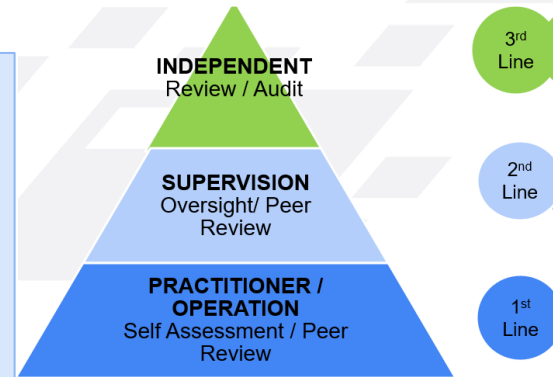 INDEPENDENT
Review / Audit
3rd
Line
SUPERVISION
Oversight/ Peer
Review
2nd
Line
PRACTITIONER /
OPERATION
Self Assessment / Peer
Review
1st
Line